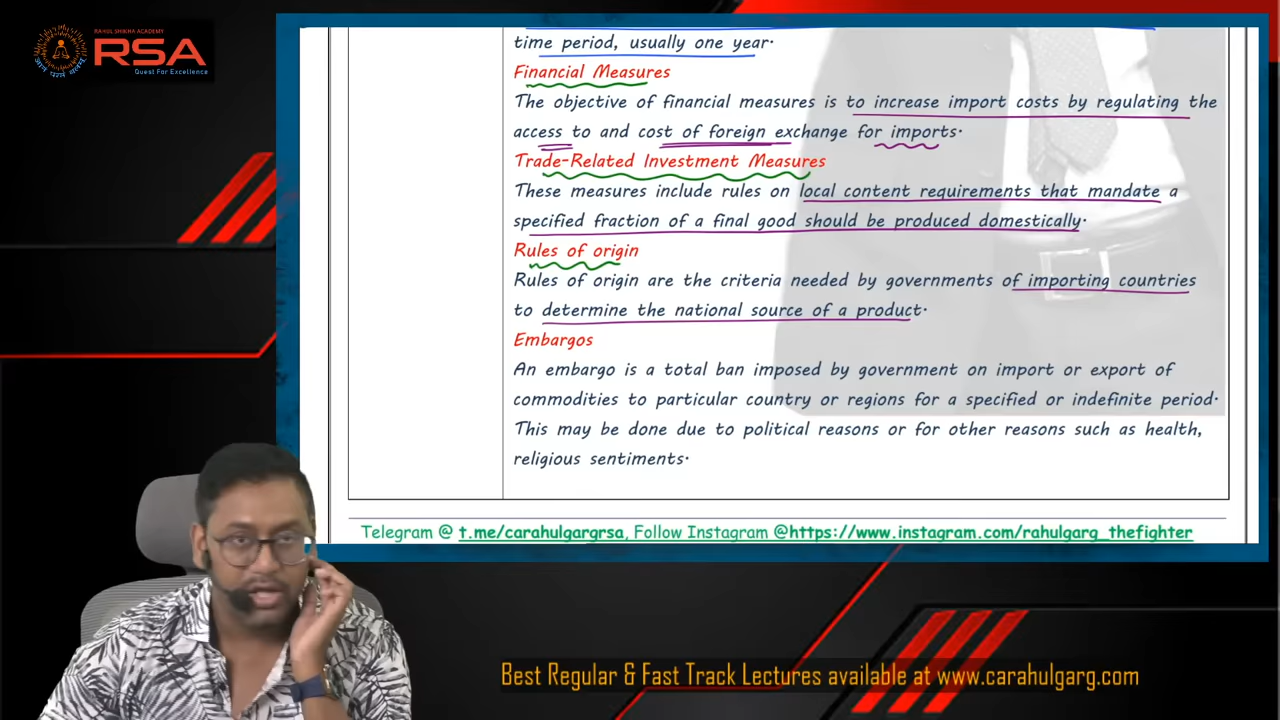 RAHUL SHIKHA ACADEMY
RSA
Quest For Excellence
time period, usually one year.
Financial Measures
The objective of financial measures is to increase import costs by regulating the
access to and cost of foreign exchange for imports.
Trade-Related Investment Measures
These measures include rules on local content requirements that mandate a
specified fraction of a final good should be produced domestically.
Rules of origin
Rules of origin are the criteria needed by governments of importing countries
to determine the national source of a product.
Embargos
An embargo is a total ban imposed by government on import or export of
commodities to particular country or regions for a specified or indefinite period.
This may be done due to political reasons or for other reasons such as health,
religious sentiments.
Telegram @ t.me/carahulgargrsa, Follow Instagram @https://www.instagram.com/rahulgarg_thefighter
Best Regular & Fast Track Lectures available at www.carahulgarg.com